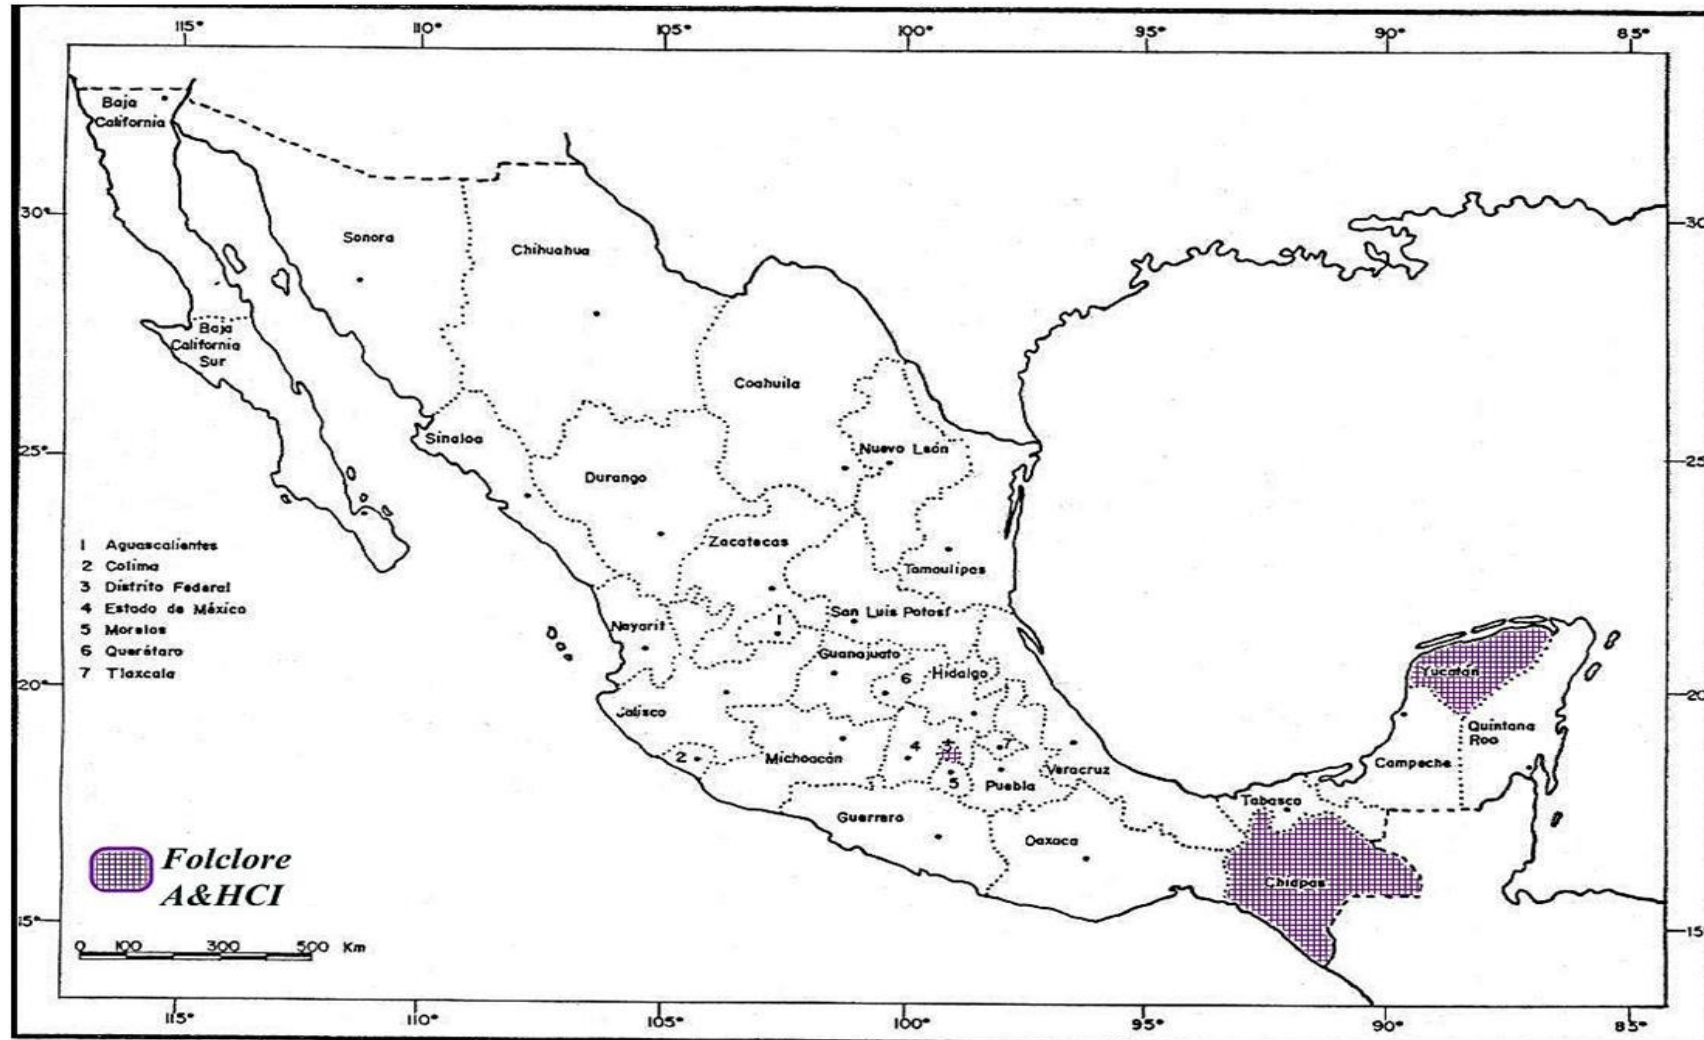 115° 110° 105° 100° 95° 90° 85°
Baja
California
30°
Sonora
Chihuahua
Baja
California
Sur
Coahuila
Sinaloa
Nuevo León
25°
25
Durango
Zacatecas
Tamaulipas
1 Aguascalientes
2 Colima
3 Distrito Federal
4 Estado de México
5 Morelos
6 Querétaro
7 Tlaxcala
San Luis Potosí
Nayarit
1
Guanajuato
Hidalgo
6
Yucatán
20°
20
Jalisco
Quintana
Roo
2
Michoacán
4
3
7
5
Puebla
Veracruz
Campeche
Tabasco
Guerrero
Oaxaca
Chiapas
Folclore
A&HCI
15°
15°
0 100 300 500 Km
115° 110° 105° 100° 95° 90° 85°